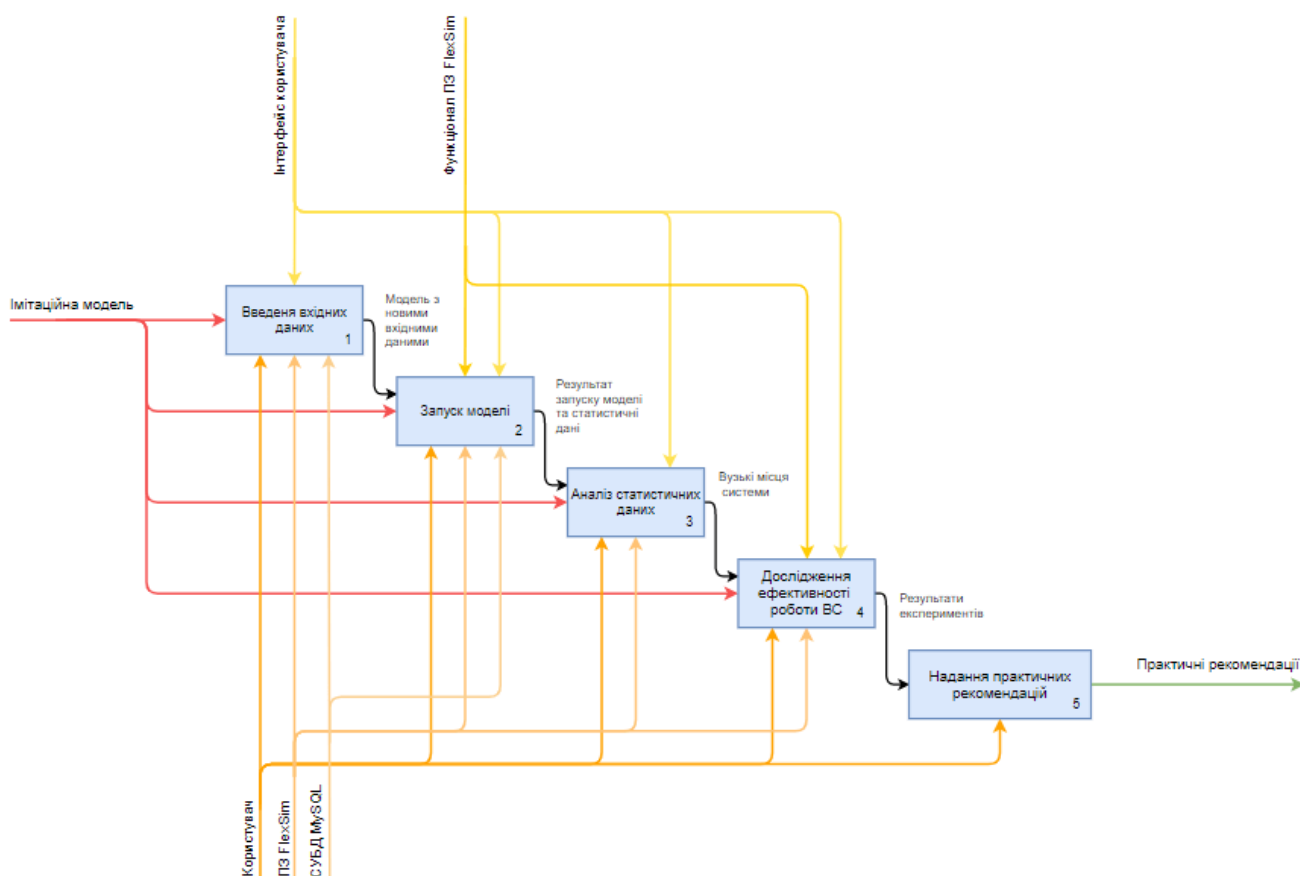 Інтерфейс користувача
Функціонал ПЗ FlexSim
Імітаційна модель
Введеня вхідних
даних
1
Модель з
новими
вхідними
даними
Запуск моделі
2
Результат
запуску моделі
та статистичні
дані
Аналіз статистичних
даних
3
Вузькі місця
системи
Дослідження
ефективності
роботи ВС
4
Результати
експериментів
Надання практичних
рекомендацій
5
Практичні рекомендації
Користувач
ПЗ FlexSim
СУБД MySQL